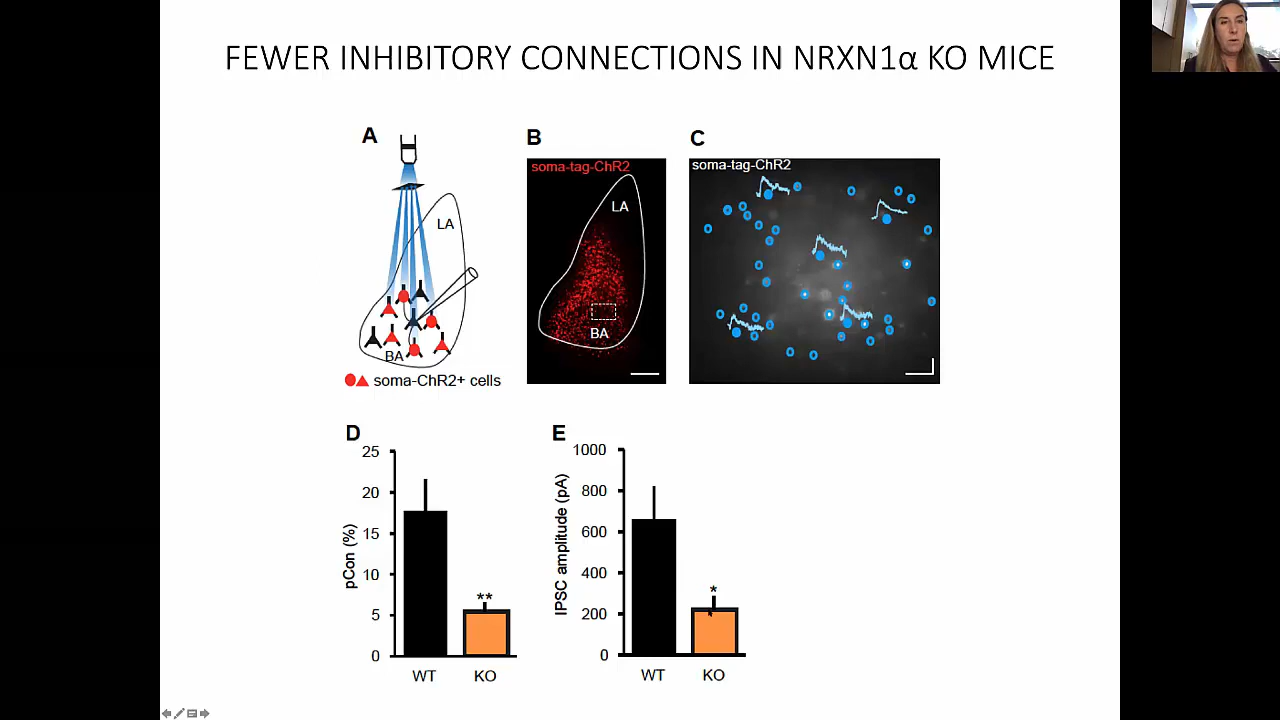 FEWER INHIBITORY CONNECTIONS IN NRXN1α KO MICE
A
LA
BA
soma-ChR2+ cells
B
soma-tag-ChR2
LA
BA
C
soma-tag-ChR2
D
25
20
15
10
5
0
pCon (%)
**
WT
KO
E
1000
800
600
400
200
0
IPSC amplitude (pA)
*
WT
KO